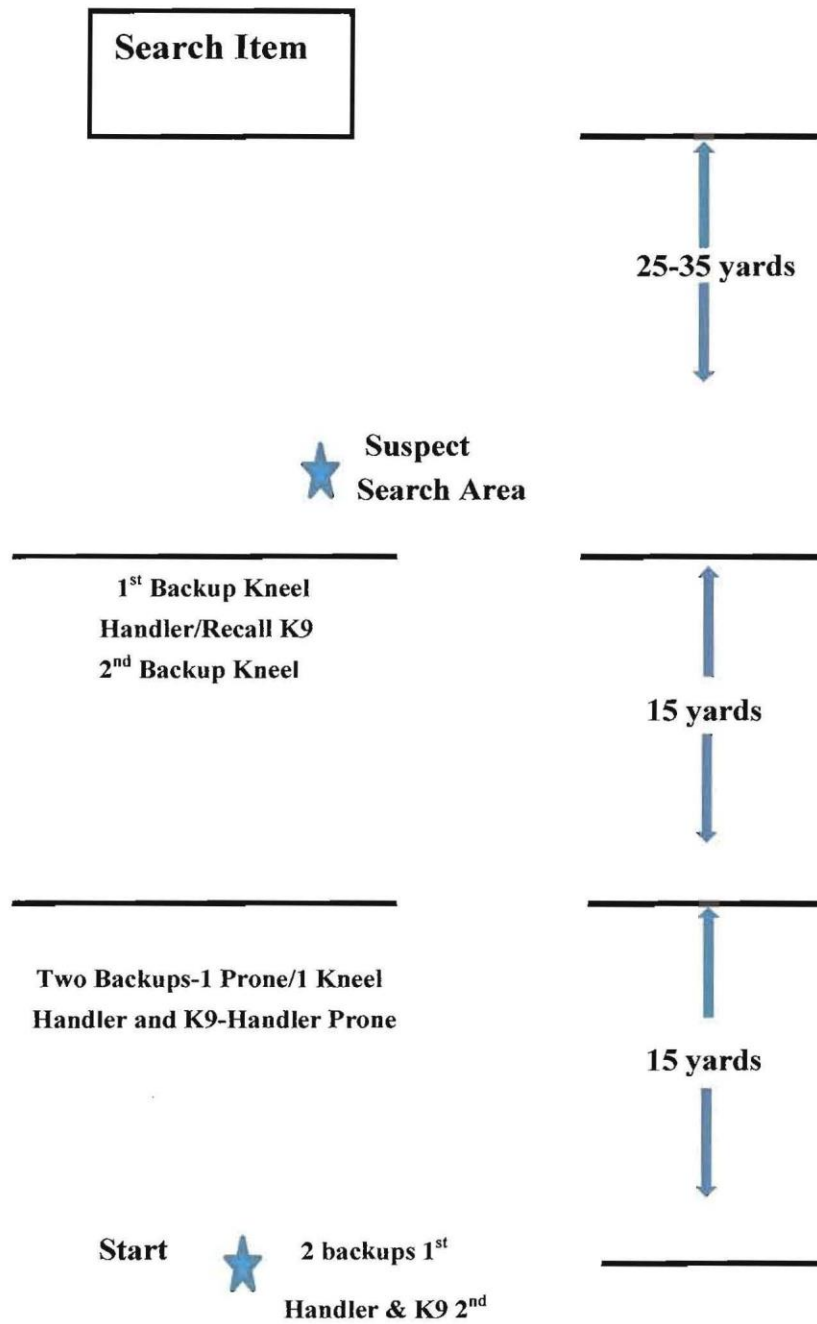 Search Item
25-35 yards
Suspect
Search Area
1st Backup Kneel
Handler/Recall K9
2nd Backup Kneel
15 yards
Two Backups-1 Prone/1 Kneel
Handler and K9-Handler Prone
15 yards
Start 2 backups 1st
Handler & K9 2nd